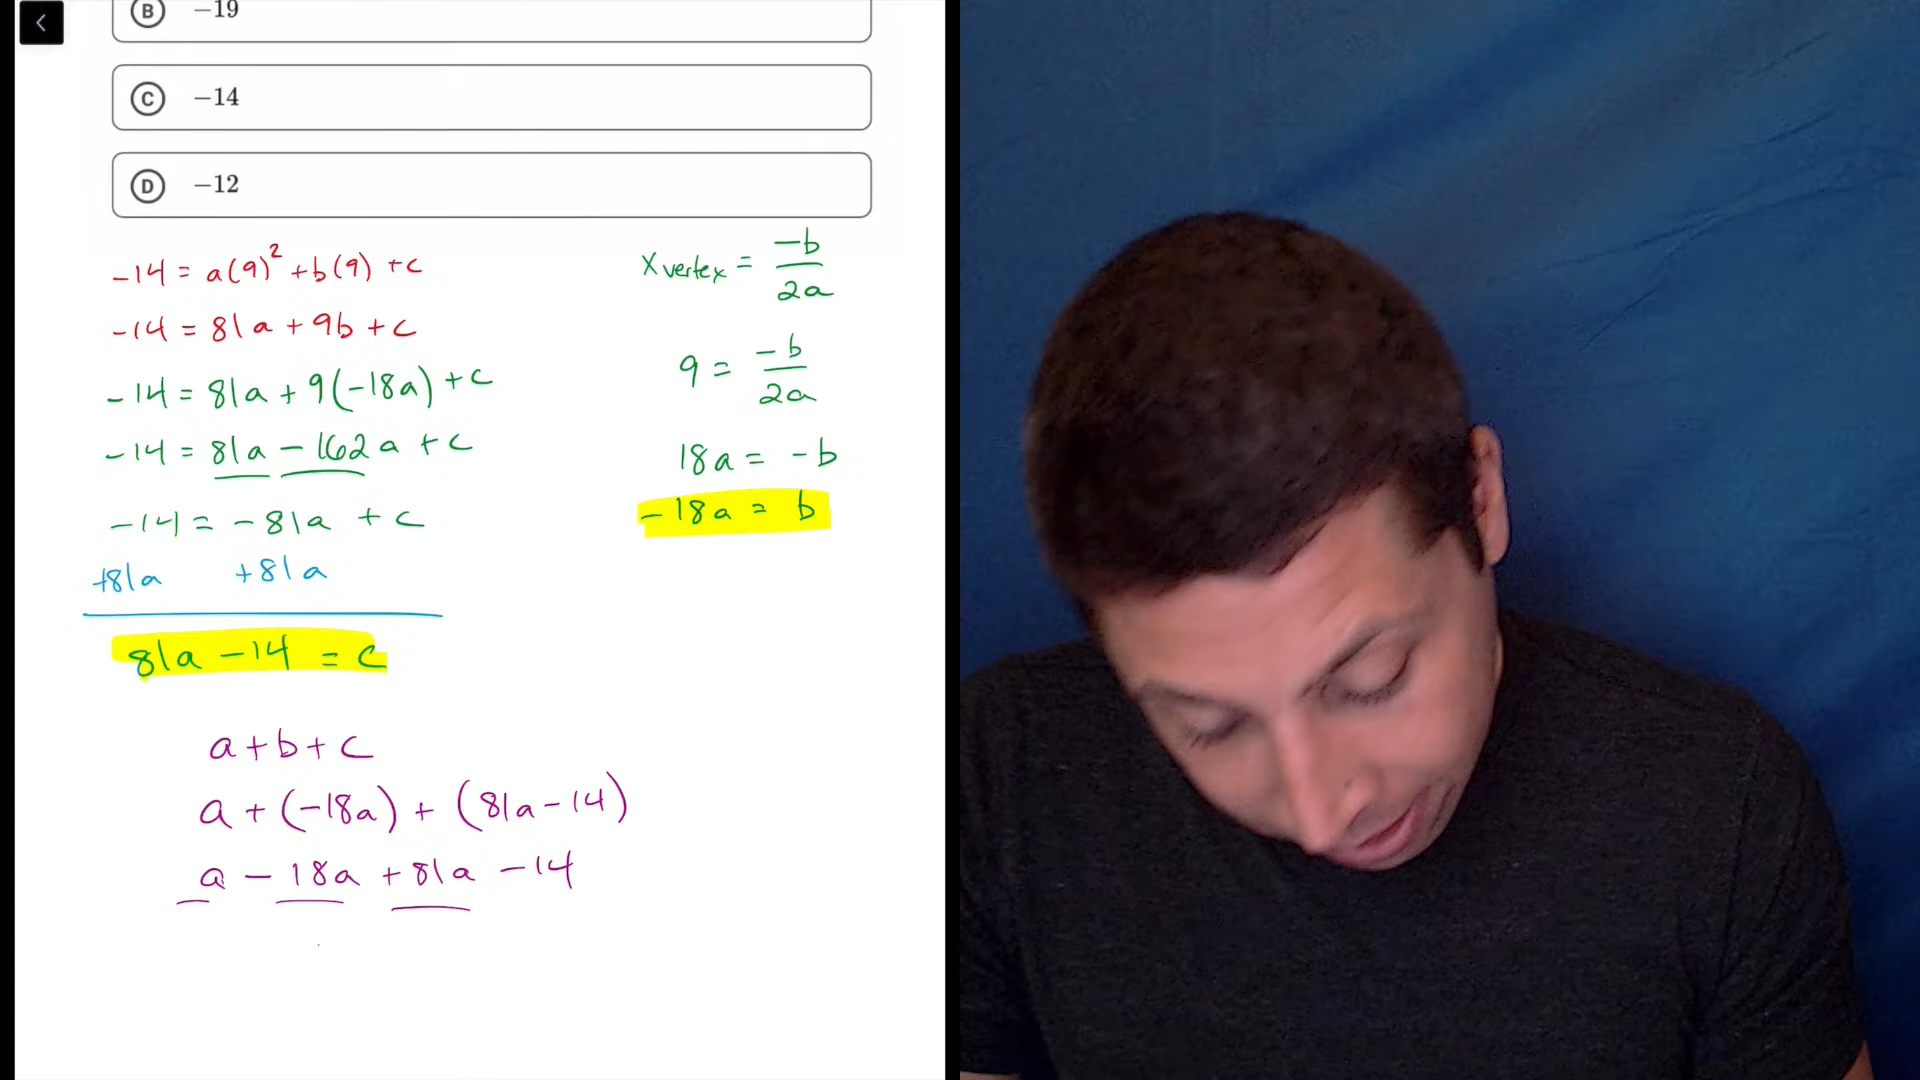 B −19
C −14
D −12
-14 = a(9)² + b(9) + c
-14 = 81a + 9b + c
-14 = 81a + 9(-18a) + c
-14 = 81a - 162a + c
-14 = -81a + c
+81a +81a
81a - 14 = c
a + b + c
a + (-18a) + (81a - 14)
a - 18a + 81a - 14
Xvertex = -b/2a
9 = -b/2a
18a = -b
-18a = b